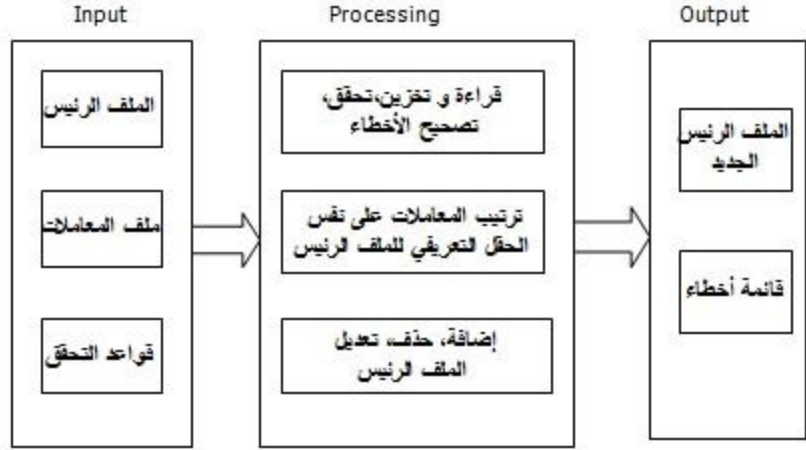 Input
Processing
Output
الملف الرئيس
ملف المعاملات
قواعد التحقق
قراءة و تخزين،تحقق،
تصحيح الأخطاء
ترتيب المعاملات على نفس
الحقل التعريفي للملف الرئيس
إضافة، حذف، تعديل
الملف الرئيس
الملف الرئيس
الجديد
قائمة أخطاء